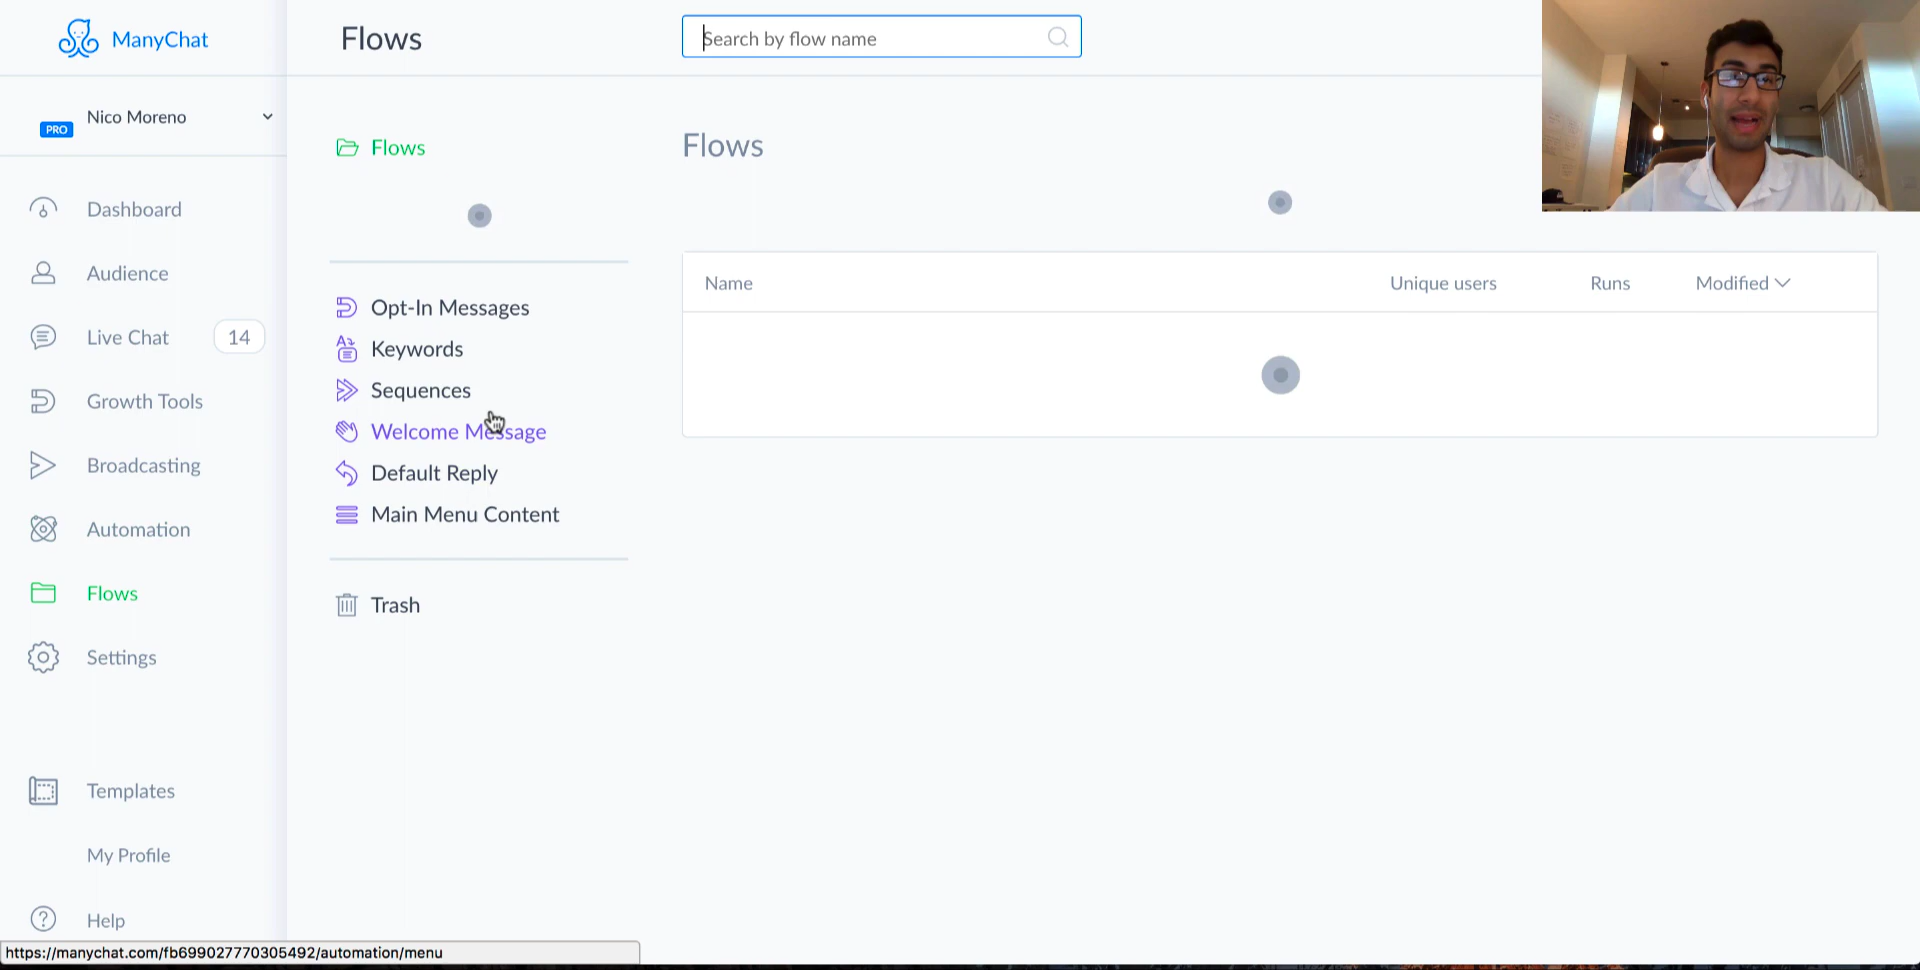 ManyChat
Flows
Search by flow name
PRO
Nico Moreno
Dashboard
Audience
Live Chat
14
Growth Tools
Broadcasting
Automation
Flows
Settings
Templates
My Profile
Help
Flows
Opt-In Messages
Keywords
Sequences
Welcome Message
Default Reply
Main Menu Content
Trash
Flows
Name
Unique users
Runs
Modified
https://manychat.com/fb699027770305492/automation/menu